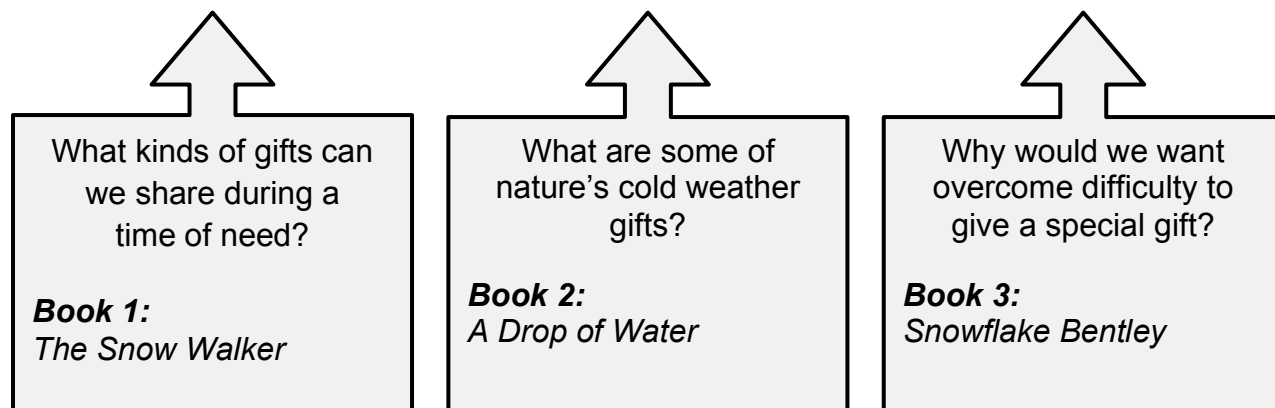 What kinds of gifts can
we share during a
time of need?
Book 1:
The Snow Walker
What are some of
nature’s cold weather
gifts?
Book 2:
A Drop of Water
Why would we want
overcome difficulty to
give a special gift?
Book 3:
Snowflake Bentley